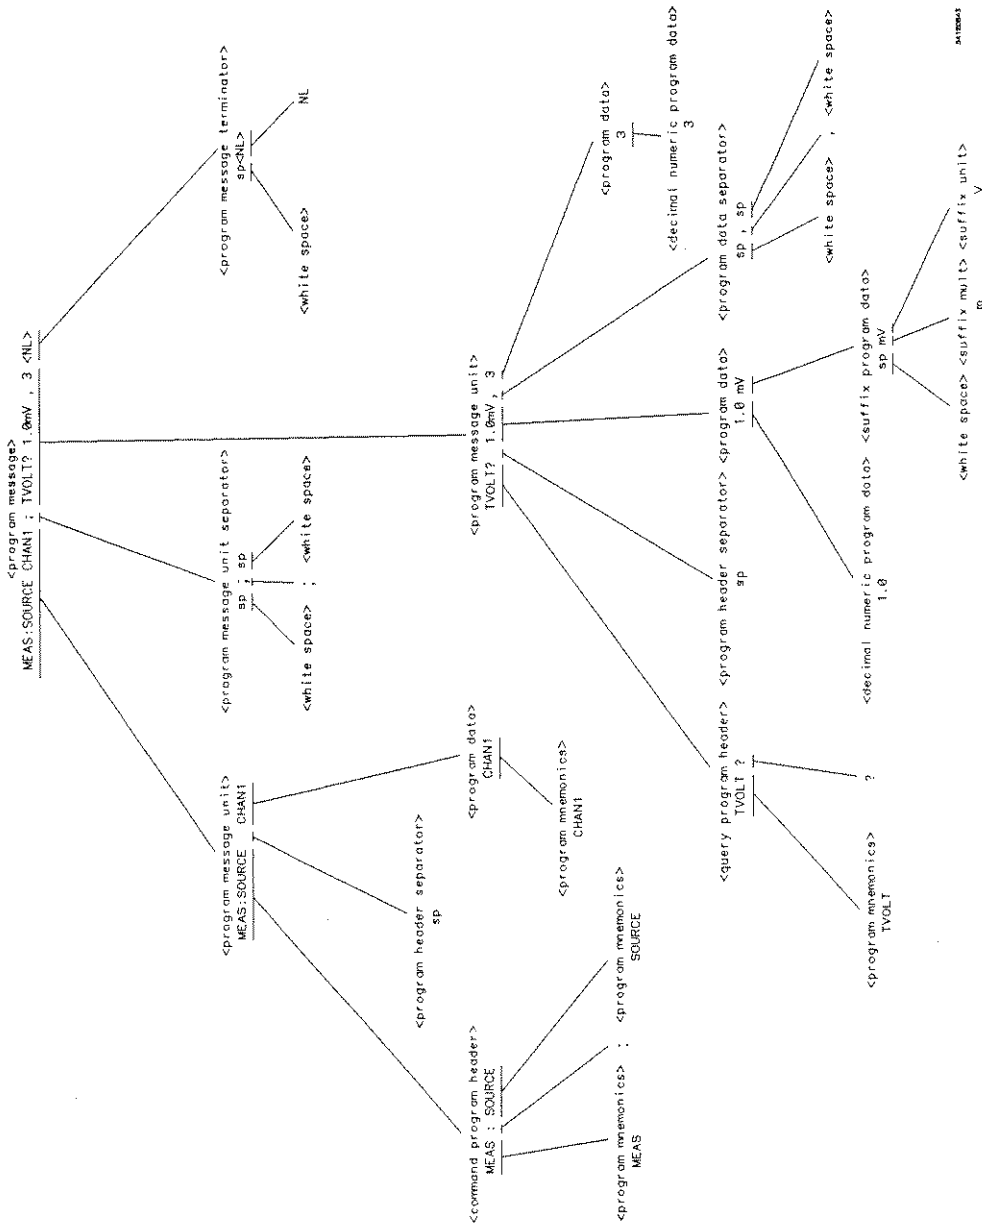 <program message>
MEAS:SOURCE CHAN1 ; TVOLT? 1.0mV , 3 <NL>
<program message unit>
MEAS:SOURCE CHAN1
<program message unit separator>
sp ; sp
<program message terminator>
sp<NL>
<white space> ; <white space>
<white space>
NL
<program header separator>
sp
<command program header>
MEAS : SOURCE
<program data>
CHAN1
<program message unit>
TVOLT? 1.0mV , 3
<program mnemonics>
CHAN1
<program data>
3
<program mnemonics> : <program mnemonics>
MEAS SOURCE
<decimal numeric program data>
3
<query program header> <program header separator> <program data> <program data separator>
TVOLT ? sp 1.0 mV sp , sp
<white space> , <white space>
<program mnemonics>
TVOLT
?
<decimal numeric program data> <suffix program data>
1.0 sp mV
<white space> <suffix mult> <suffix unit>
m V